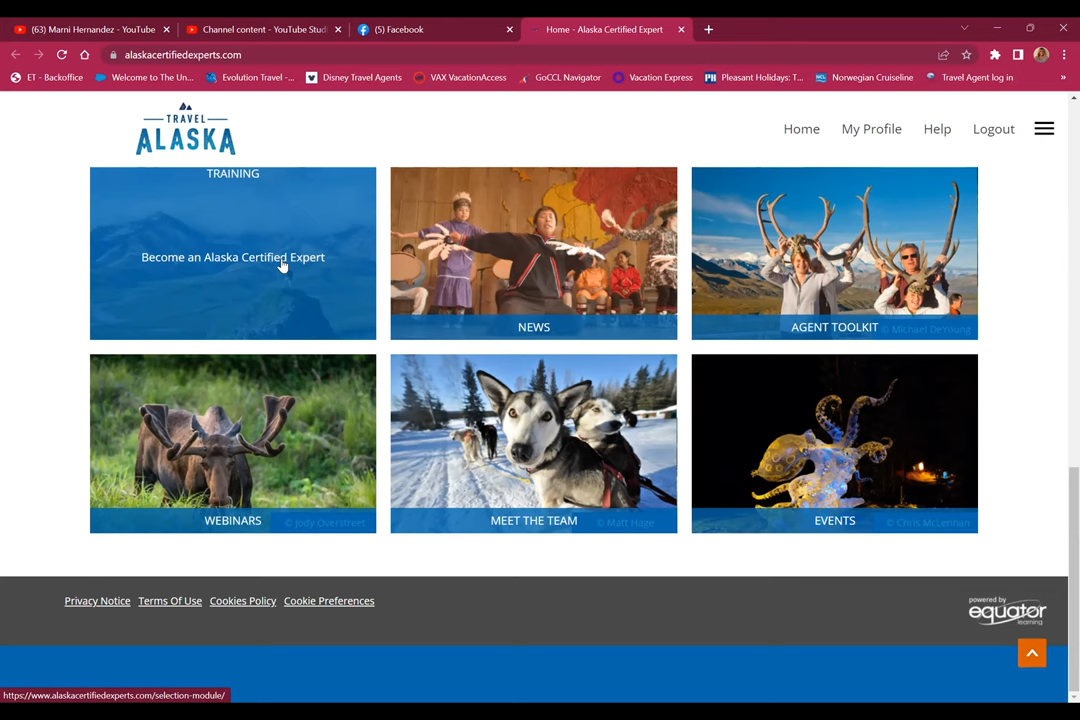 (63) Marni Hernandez - YouTube
Channel content - YouTube Stud
(5) Facebook
Home - Alaska Certified Experts
alaskacertifiedexperts.com
ET - Backoffice
Welcome to The Un...
Evolution Travel -...
Disney Travel Agents
VAX VacationAccess
GoCCL Navigator
Vacation Express
Pleasant Holidays: T...
Norwegian Cruiseline
Travel Agent log in
TRAVEL
ALASKA
Home
My Profile
Help
Logout
TRAINING
Become an Alaska Certified Expert
NEWS
AGENT TOOLKIT
© Michael DeYoung
WEBINARS
© Jody Overstreet
MEET THE TEAM
© Matt Hage
EVENTS
© Chris McLennan
Privacy Notice
Terms Of Use
Cookies Policy
Cookie Preferences
powered by
equator
learning
https://www.alaskacertifiedexperts.com/selection-module/